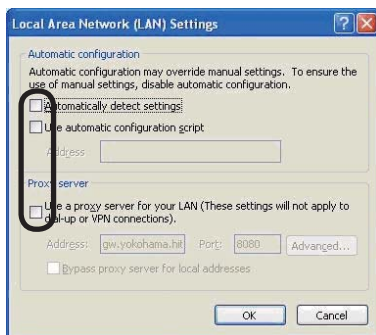 Local Area Network (LAN) Settings
Automatic configuration
Automatic configuration may override manual settings. To ensure the
use of manual settings, disable automatic configuration.
Automatically detect settings
Use automatic configuration script
Address
Proxy server
Use a proxy server for your LAN (These settings will not apply to
dial-up or VPN connections).
Address: gw.yokohama.hit Port: 8080 Advanced...
Bypass proxy server for local addresses
OK Cancel